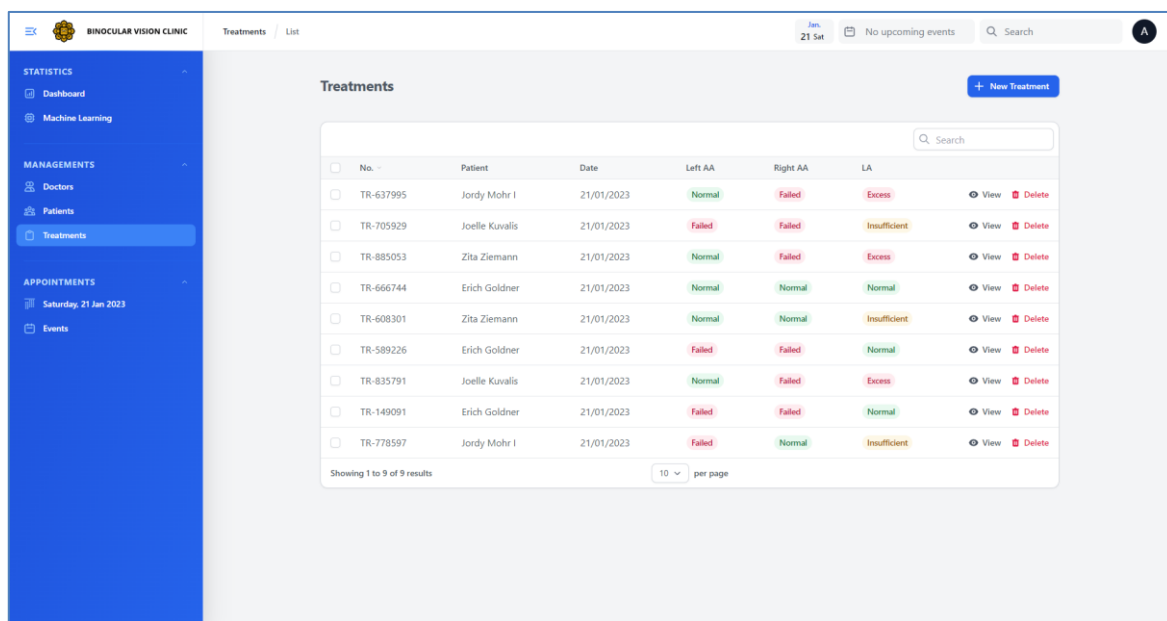 BINOCULAR VISION CLINIC Treatments / List Jan. 21 Sat No upcoming events Search A
STATISTICS
Dashboard
Machine Learning
MANAGEMENTS
Doctors
Patients
Treatments
APPOINTMENTS
Saturday, 21 Jan 2023
Events
Treatments + New Treatment
Search
No. Patient Date Left AA Right AA LA
TR-637995 Jordy Mohr I 21/01/2023 Normal Failed Excess View Delete
TR-705929 Joelle Kuvalis 21/01/2023 Failed Failed Insufficient View Delete
TR-885053 Zita Ziemann 21/01/2023 Normal Failed Excess View Delete
TR-666744 Erich Goldner 21/01/2023 Normal Normal Normal View Delete
TR-608301 Zita Ziemann 21/01/2023 Normal Normal Insufficient View Delete
TR-589226 Erich Goldner 21/01/2023 Failed Failed Normal View Delete
TR-835791 Joelle Kuvalis 21/01/2023 Normal Failed Excess View Delete
TR-149091 Erich Goldner 21/01/2023 Failed Failed Normal View Delete
TR-778597 Jordy Mohr I 21/01/2023 Failed Normal Insufficient View Delete
Showing 1 to 9 of 9 results 10 per page